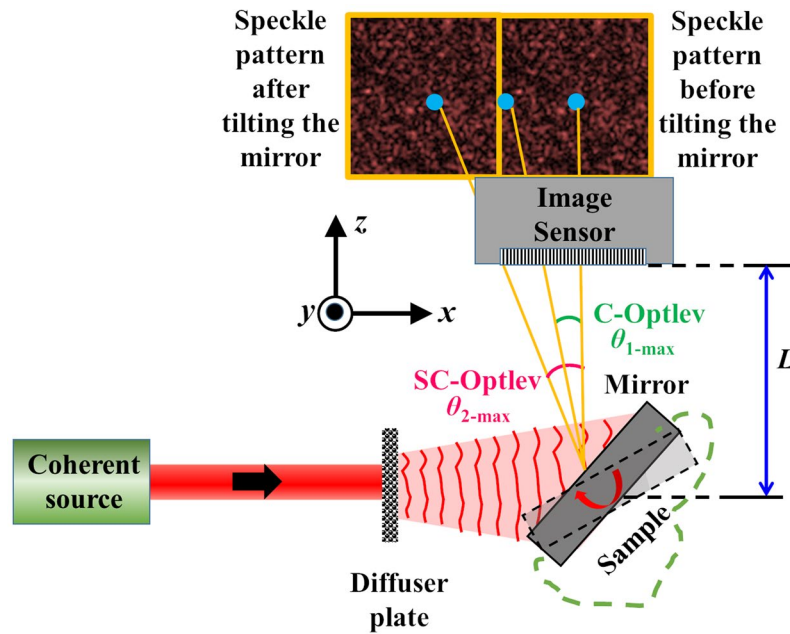 Speckle
pattern
after
tilting the
mirror
Speckle
pattern
before
tilting the
mirror
Image
Sensor
z
y
x
C-Optlev
θ1-max
SC-Optlev
θ2-max
L
Mirror
Coherent
source
Sample
Diffuser
plate